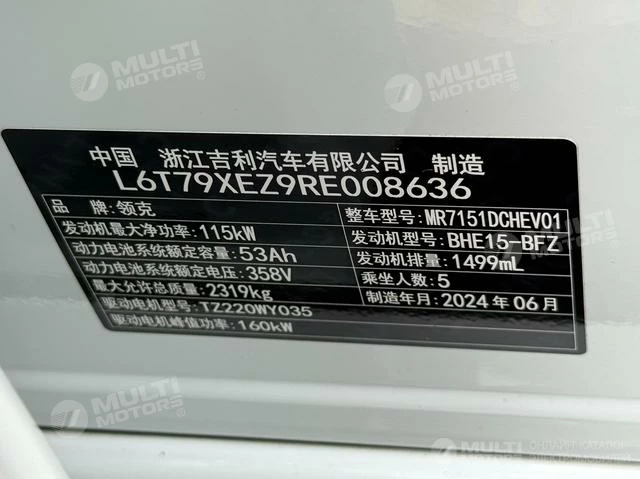 MULTI MOTORS
MULTI MOTORS
中国 浙江吉利汽车有限公司 制造
L6T79XEZ9RE008636
品牌:领克
整车型号:MR7151DCHEV01
发动机最大净功率:115kW
发动机型号:BHE15-BFZ
动力电池系统额定容量:53Ah
发动机排量:1499mL
动力电池系统额定电压:358V
乘坐人数:5
最大允许总质量:2319kg
制造年月:2024年06月
驱动电机型号:TZ220WY035
驱动电机峰值功率:160kW
MULTI MOTORS
MULTI
ОНЛАЙН-КАТАЛОГ